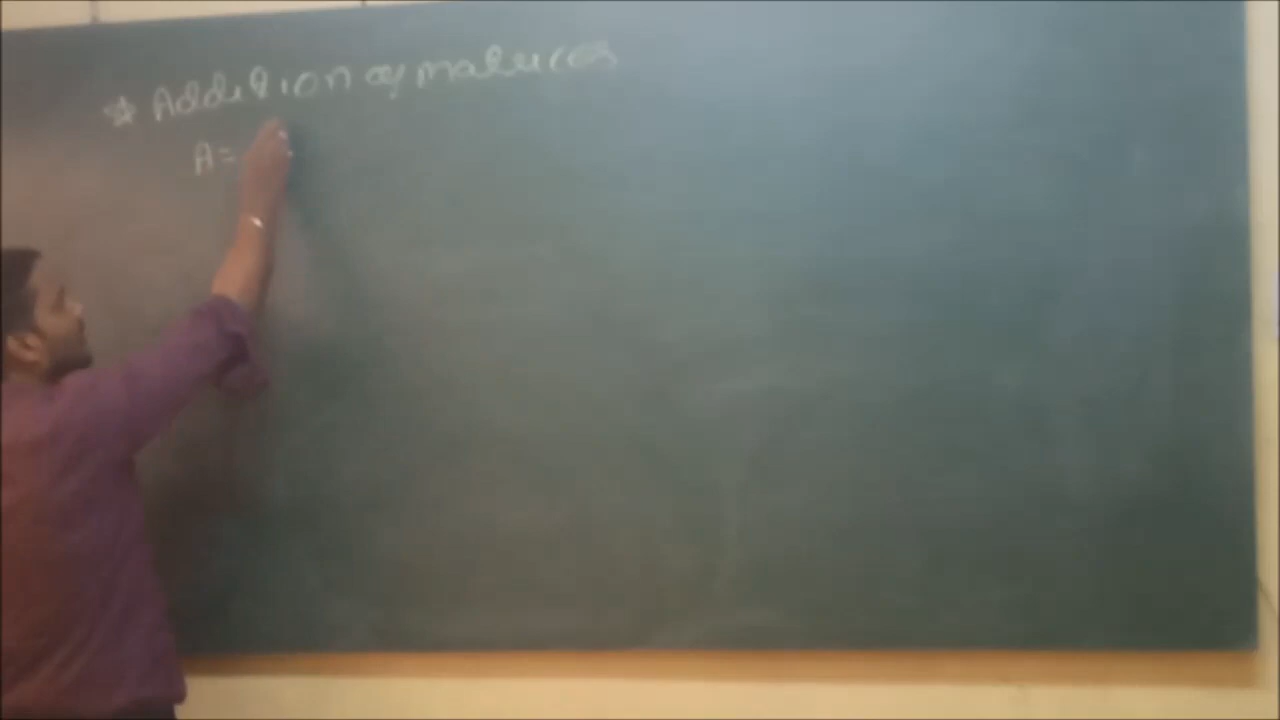 * Addition of matrices
A =